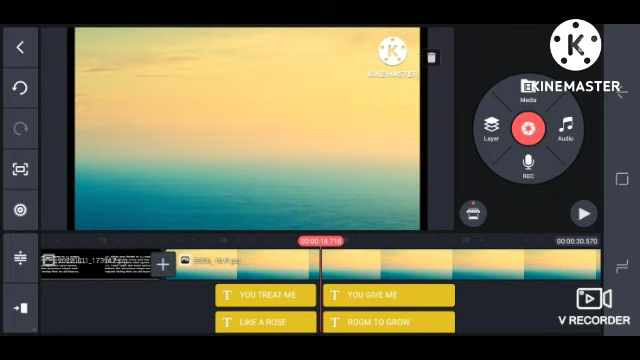 KINEMASTER
KINEMASTER
Media
Layer
Audio
REC
12
00:00:18.716
00:00:30.570
T YOU TREAT ME
T YOU GIVE ME
T LIKE A ROSE
T ROOM TO GROW
V RECORDER